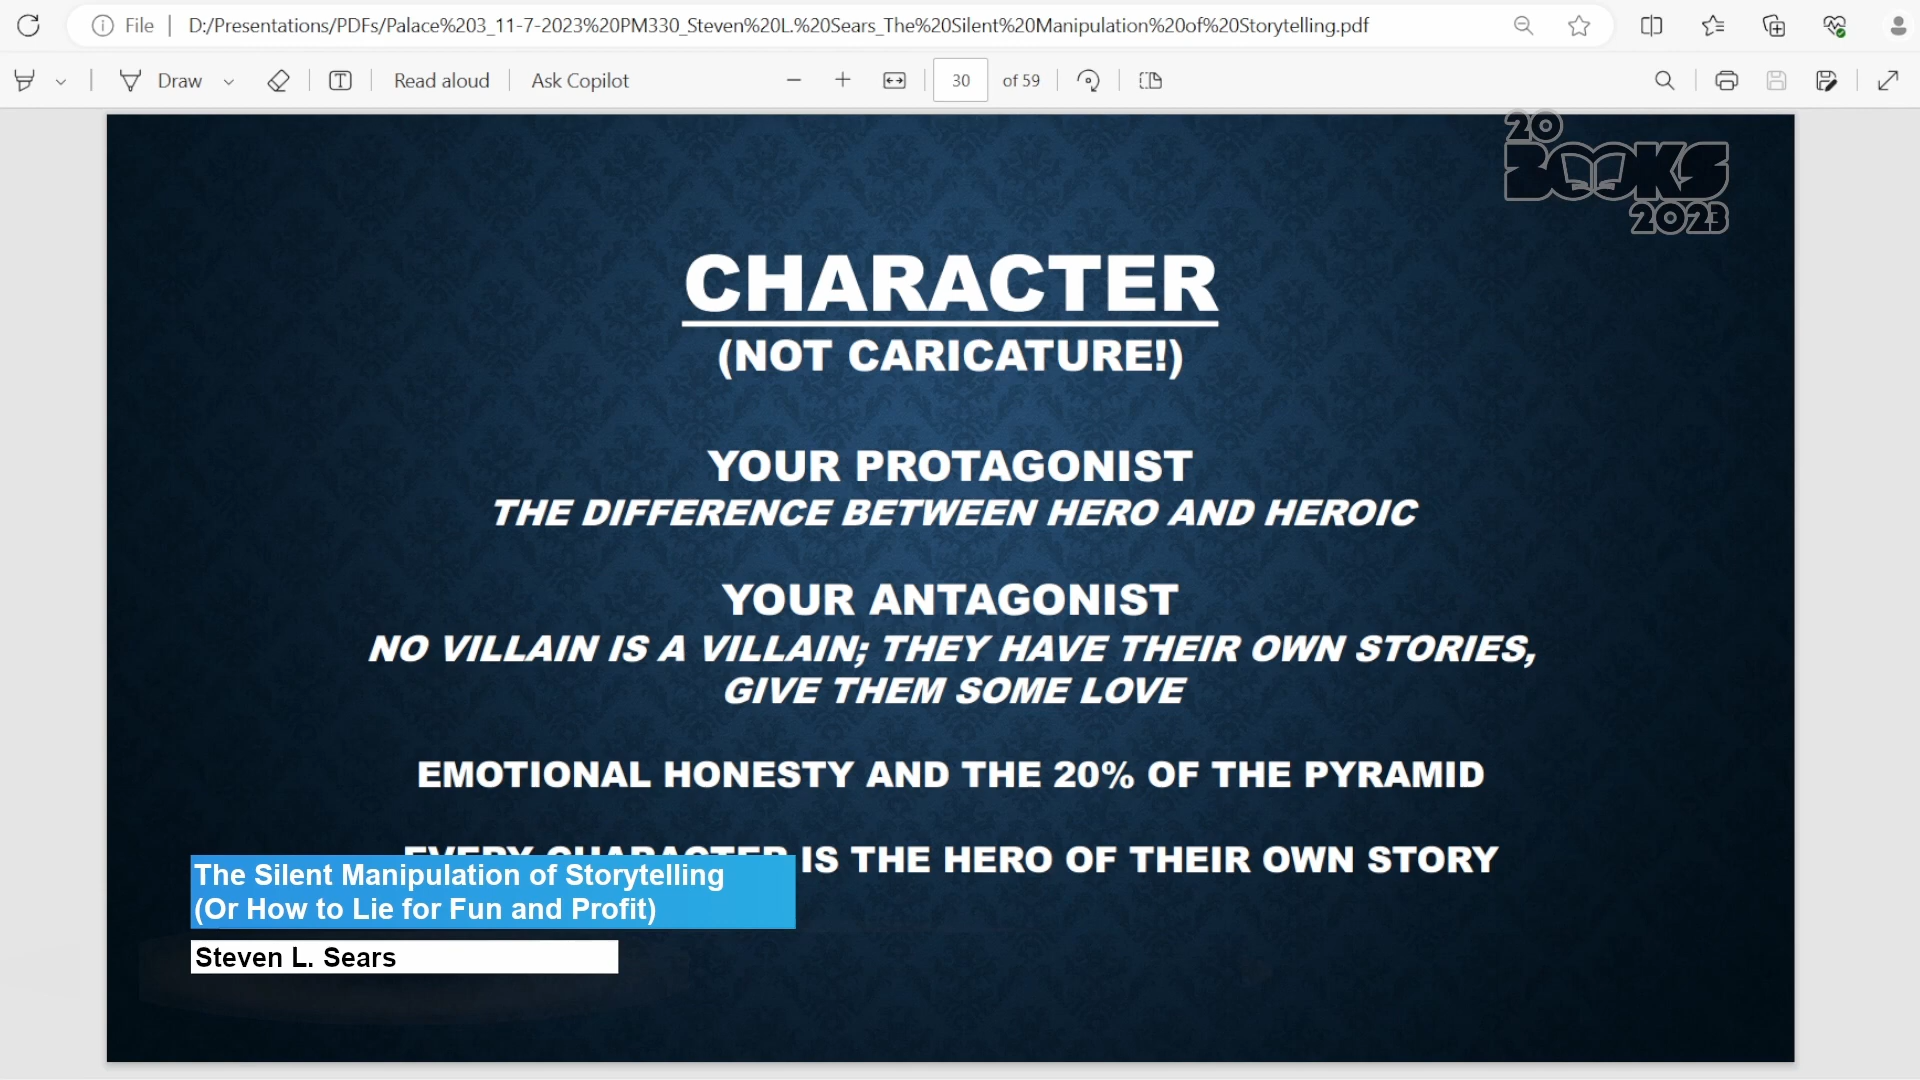 File
D:/Presentations/PDFs/Palace%203_11-7-2023%20PM330_Steven%20L.%20Sears_The%20Silent%20Manipulation%20of%20Storytelling.pdf
Draw Read aloud Ask Copilot 30 of 59
20
BOOKS
2023
CHARACTER
(NOT CARICATURE!)
YOUR PROTAGONIST
THE DIFFERENCE BETWEEN HERO AND HEROIC
YOUR ANTAGONIST
NO VILLAIN IS A VILLAIN; THEY HAVE THEIR OWN STORIES,
GIVE THEM SOME LOVE
EMOTIONAL HONESTY AND THE 20% OF THE PYRAMID
EVERY CHARACTER IS THE HERO OF THEIR OWN STORY
The Silent Manipulation of Storytelling
(Or How to Lie for Fun and Profit)
Steven L. Sears